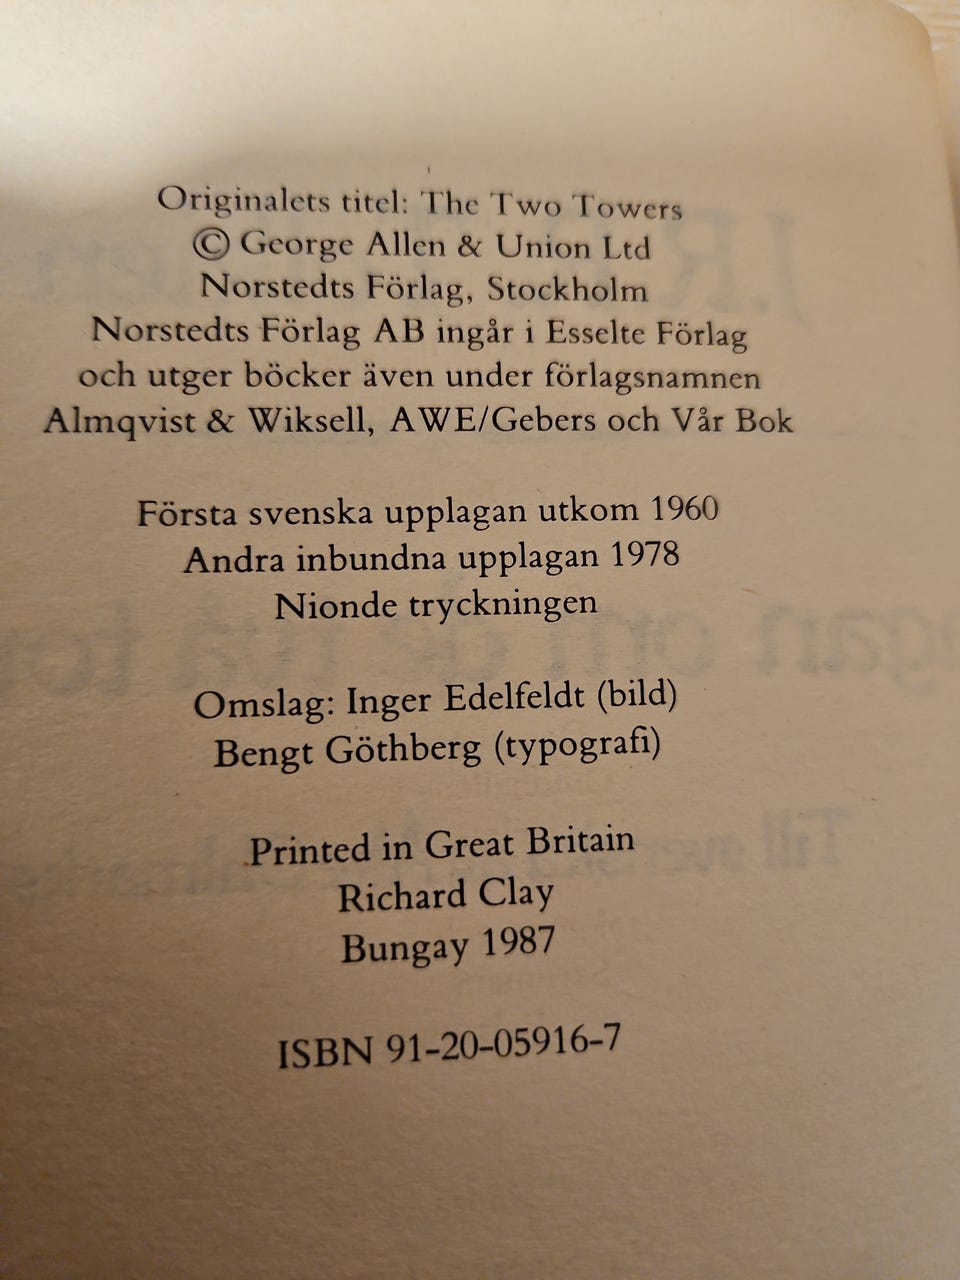 Originalets titel: The Two Towers
© George Allen & Union Ltd
Norstedts Förlag, Stockholm
Norstedts Förlag AB ingår i Esselte Förlag
och utger böcker även under förlagsnamnen
Almqvist & Wiksell, AWE/Gebers och Vår Bok
Första svenska upplagan utkom 1960
Andra inbundna upplagan 1978
Nionde tryckningen
Omslag: Inger Edelfeldt (bild)
Bengt Göthberg (typografi)
Printed in Great Britain
Richard Clay
Bungay 1987
ISBN 91-20-05916-7